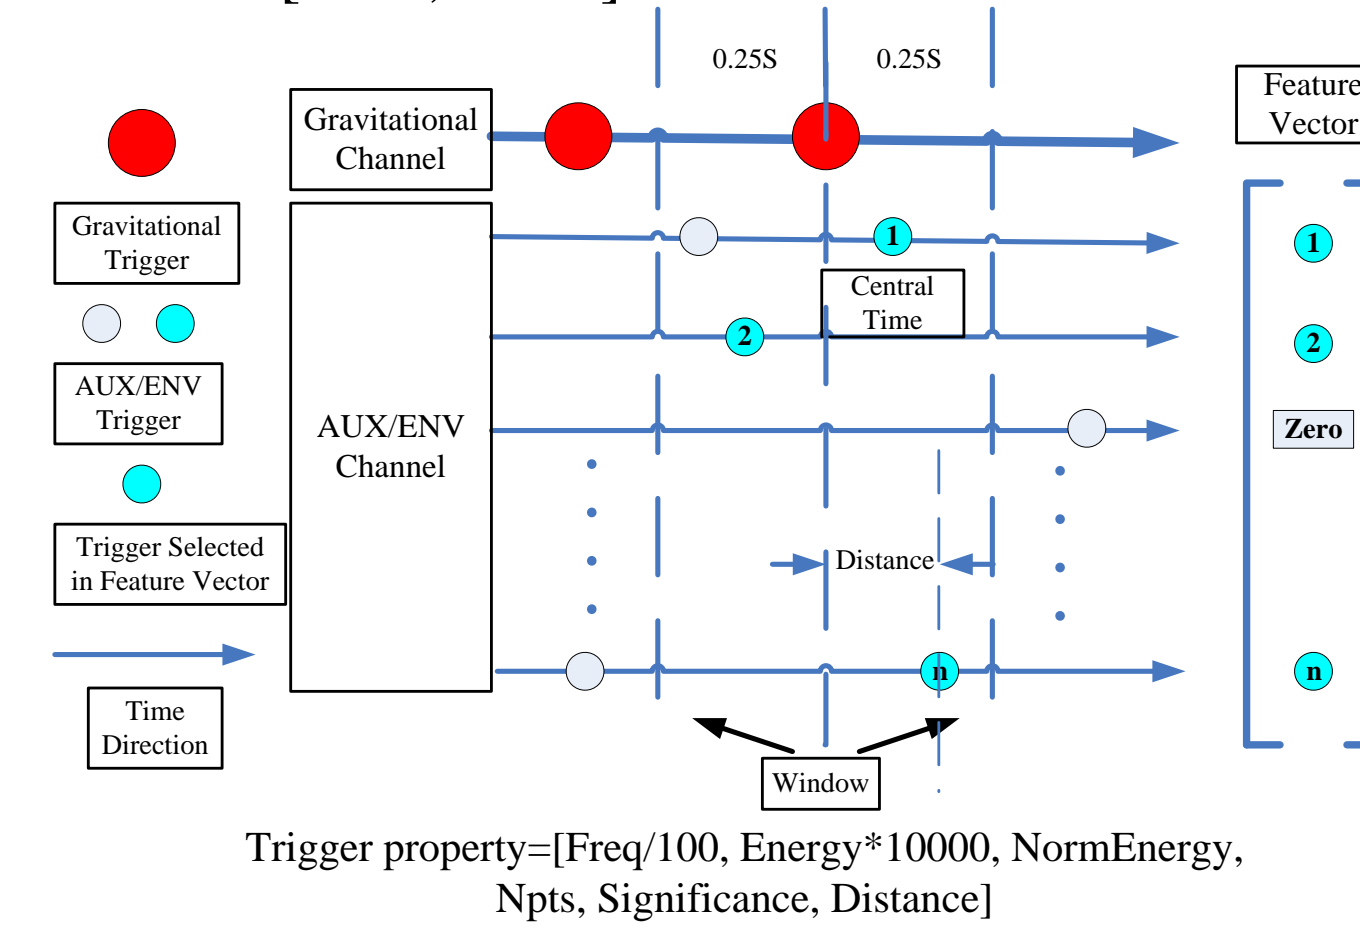 0.25S
0.25S
Feature
Vector
Gravitational
Channel
Gravitational
Trigger
1
1
Central
Time
2
2
AUX/ENV
Trigger
AUX/ENV
Channel
Zero
Trigger Selected
in Feature Vector
Distance
n
n
Time
Direction
Window
Trigger property=[Freq/100, Energy*10000, NormEnergy,
Npts, Significance, Distance]